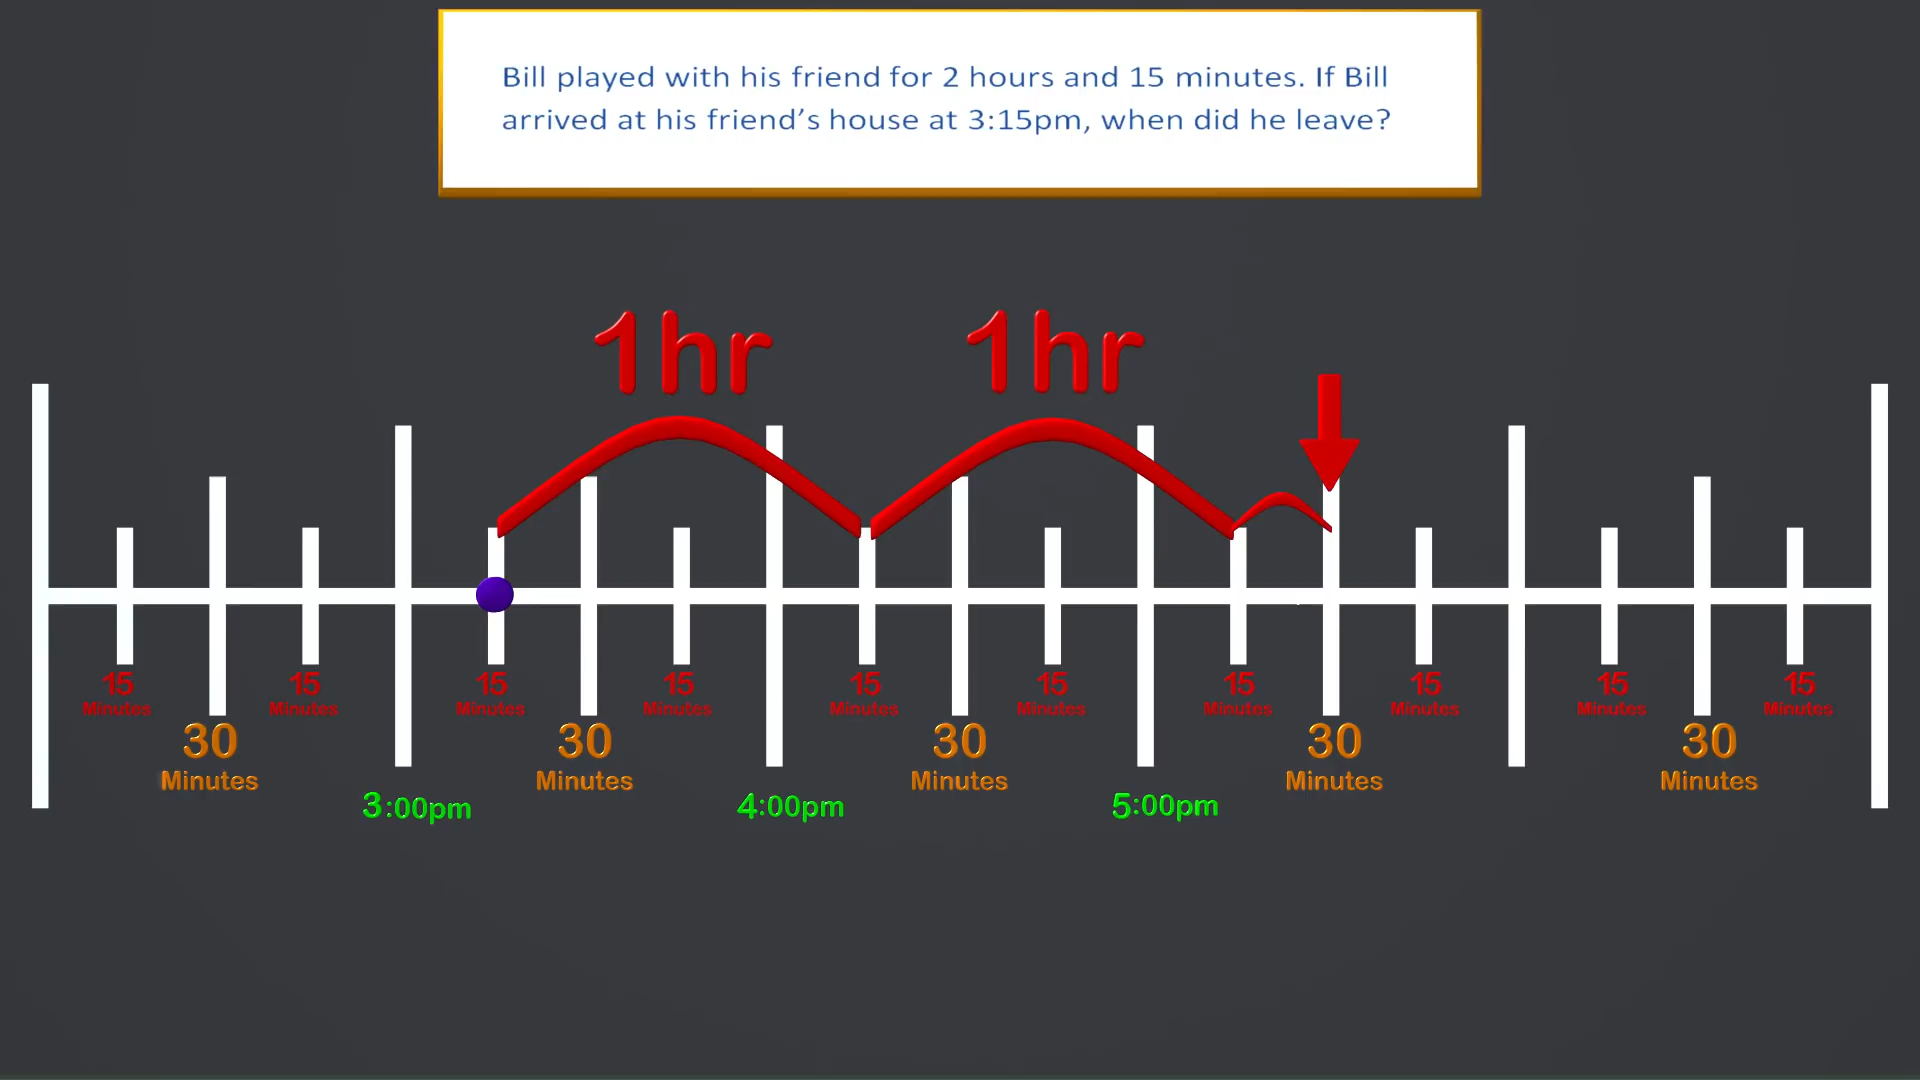 Bill played with his friend for 2 hours and 15 minutes. If Bill
arrived at his friend’s house at 3:15pm, when did he leave?
1hr 1hr
15 15 15 15 15 15 15 15 15 15
Minutes Minutes Minutes Minutes Minutes Minutes Minutes Minutes Minutes Minutes
30 30 30 30 30
Minutes Minutes Minutes Minutes Minutes
3:00pm 4:00pm 5:00pm